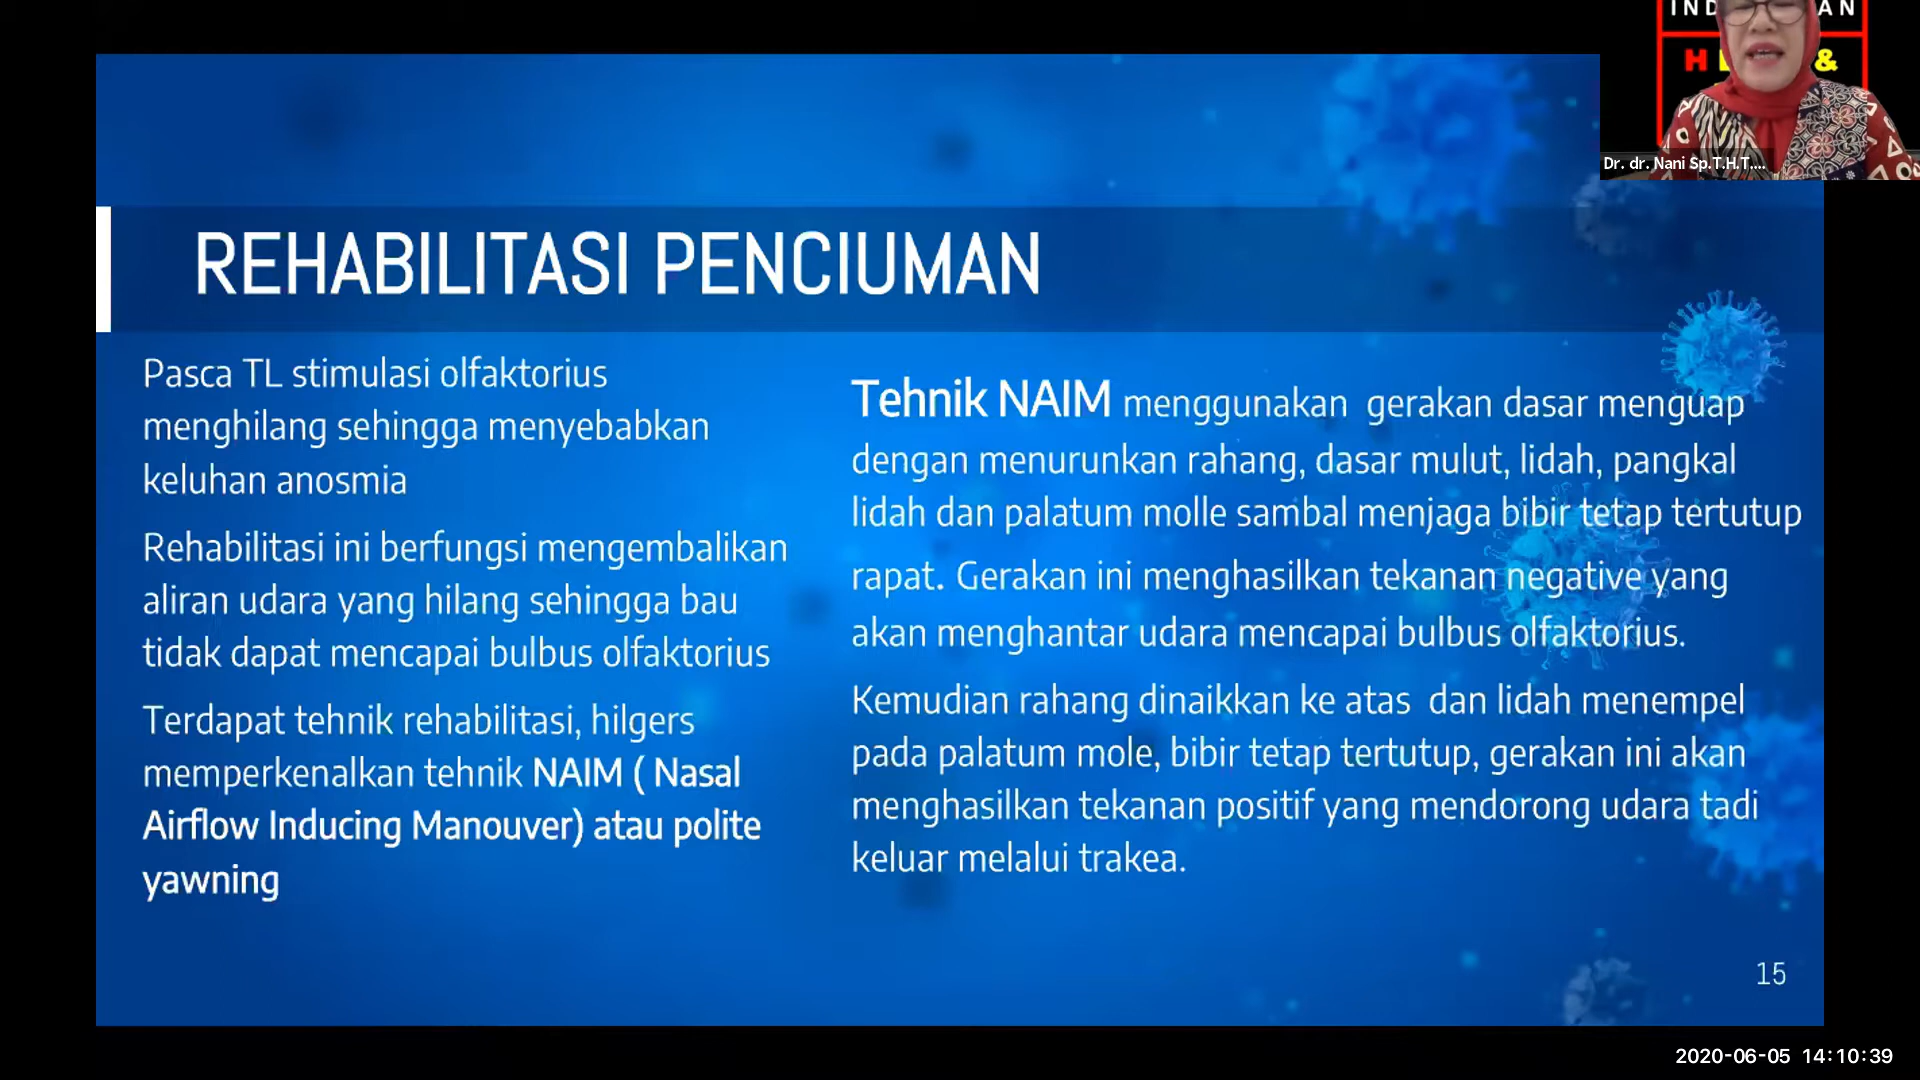 IND
AN
H
&
Dr. dr. Nani Sp.T.H.T....
REHABILITASI PENCIUMAN
Pasca TL stimulasi olfaktorius
menghilang sehingga menyebabkan
keluhan anosmia
Rehabilitasi ini berfungsi mengembalikan
aliran udara yang hilang sehingga bau
tidak dapat mencapai bulbus olfaktorius
Terdapat tehnik rehabilitasi, hilgers
memperkenalkan tehnik NAIM ( Nasal
Airflow Inducing Manouver) atau polite
yawning
Tehnik NAIM menggunakan  gerakan dasar menguap
dengan menurunkan rahang, dasar mulut, lidah, pangkal
lidah dan palatum molle sambal menjaga bibir tetap tertutup
rapat. Gerakan ini menghasilkan tekanan negative yang
akan menghantar udara mencapai bulbus olfaktorius.
Kemudian rahang dinaikkan ke atas  dan lidah menempel
pada palatum mole, bibir tetap tertutup, gerakan ini akan
menghasilkan tekanan positif yang mendorong udara tadi
keluar melalui trakea.
15
2020-06-05 14:10:39